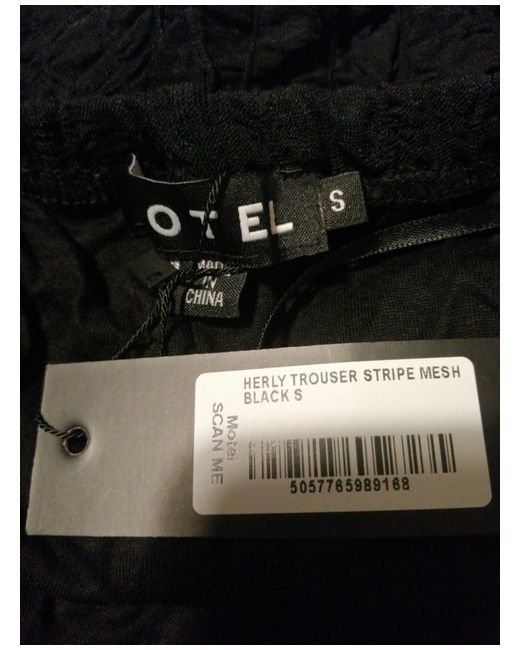 OTEL
S
MADE
IN
CHINA
HERLY TROUSER STRIPE MESH
BLACK S
Motel
SCAN ME
5057765989168